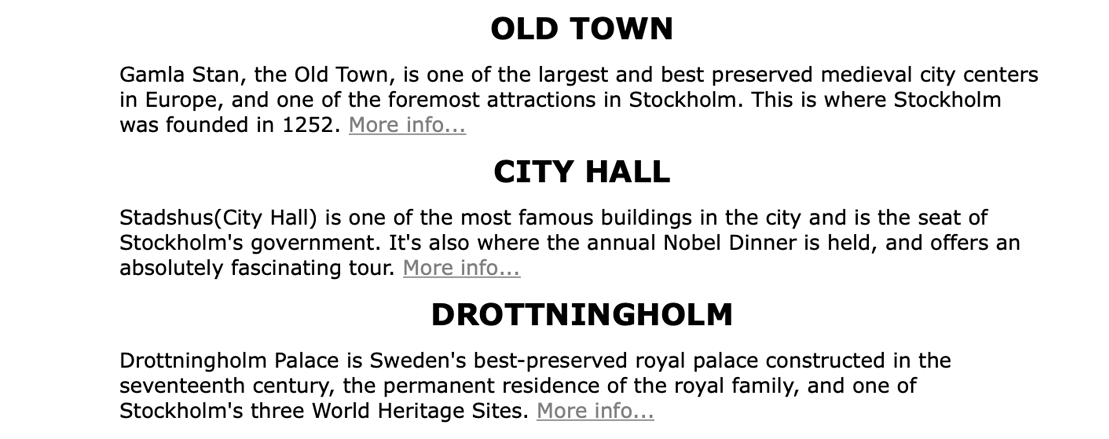 OLD TOWN
Gamla Stan, the Old Town, is one of the largest and best preserved medieval city centers
in Europe, and one of the foremost attractions in Stockholm. This is where Stockholm
was founded in 1252. More info...
CITY HALL
Stadshus(City Hall) is one of the most famous buildings in the city and is the seat of
Stockholm's government. It's also where the annual Nobel Dinner is held, and offers an
absolutely fascinating tour. More info...
DROTTNINGHOLM
Drottningholm Palace is Sweden's best-preserved royal palace constructed in the
seventeenth century, the permanent residence of the royal family, and one of
Stockholm's three World Heritage Sites. More info...